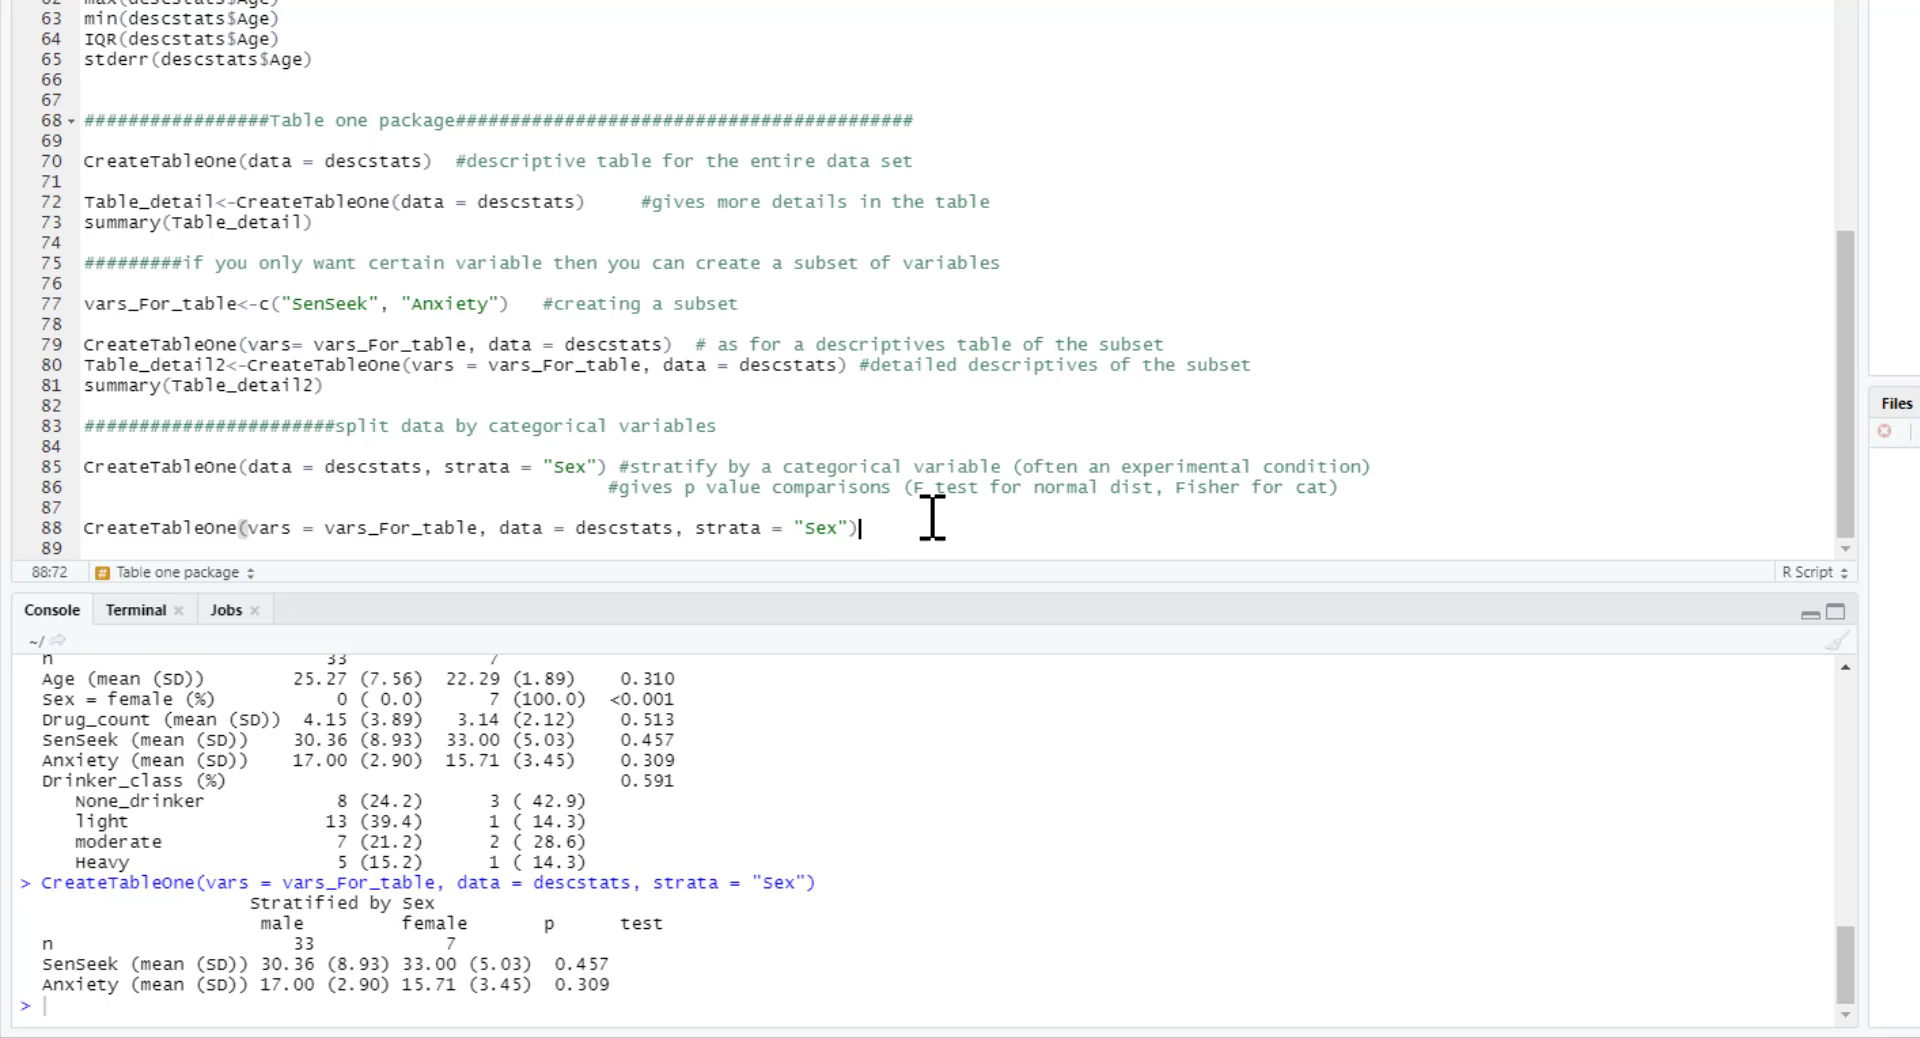 62 max(descstats$Age)
63 min(descstats$Age)
64 IQR(descstats$Age)
65 stderr(descstats$Age)
66
67
68 #################Table one package##########################################
69
70 CreateTableOne(data = descstats)  #descriptive table for the entire data set
71
72 Table_detail<-CreateTableOne(data = descstats)     #gives more details in the table
73 summary(Table_detail)
74
75 #########if you only want certain variable then you can create a subset of variables
76
77 vars_For_table<-c("SenSeek", "Anxiety")   #creating a subset
78
79 CreateTableOne(vars= vars_For_table, data = descstats)  # as for a descriptives table of the subset
80 Table_detail2<-CreateTableOne(vars = vars_For_table, data = descstats) #detailed descriptives of the subset
81 summary(Table_detail2)
82
83 #######################split data by categorical variables
84
85 CreateTableOne(data = descstats, strata = "Sex") #stratify by a categorical variable (often an experimental condition)
86 #gives p value comparisons (F test for normal dist, Fisher for cat)
87
88 CreateTableOne(vars = vars_For_table, data = descstats, strata = "Sex")
89
88:72 # Table one package R Script
Files
Console Terminal Jobs
~/
n 33 7
Age (mean (SD)) 25.27 (7.56) 22.29 (1.89) 0.310
Sex = female (%) 0 ( 0.0) 7 (100.0) <0.001
Drug_count (mean (SD)) 4.15 (3.89) 3.14 (2.12) 0.513
SenSeek (mean (SD)) 30.36 (8.93) 33.00 (5.03) 0.457
Anxiety (mean (SD)) 17.00 (2.90) 15.71 (3.45) 0.309
Drinker_class (%) 0.591
None_drinker 8 (24.2) 3 ( 42.9)
light 13 (39.4) 1 ( 14.3)
moderate 7 (21.2) 2 ( 28.6)
Heavy 5 (15.2) 1 ( 14.3)
> CreateTableOne(vars = vars_For_table, data = descstats, strata = "Sex")
Stratified by Sex
male female p test
n 33 7
SenSeek (mean (SD)) 30.36 (8.93) 33.00 (5.03) 0.457
Anxiety (mean (SD)) 17.00 (2.90) 15.71 (3.45) 0.309
>